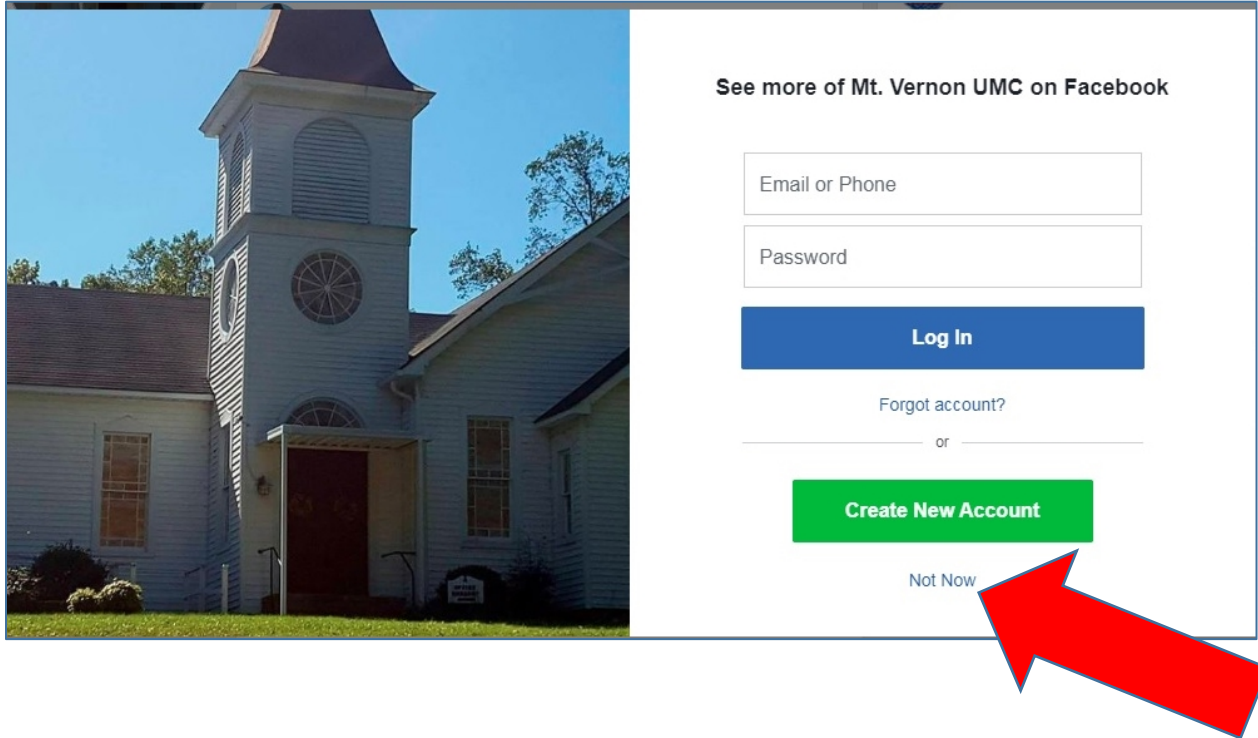 See more of Mt. Vernon UMC on Facebook
Email or Phone
Password
Log In
Forgot account?
or
Create New Account
Not Now